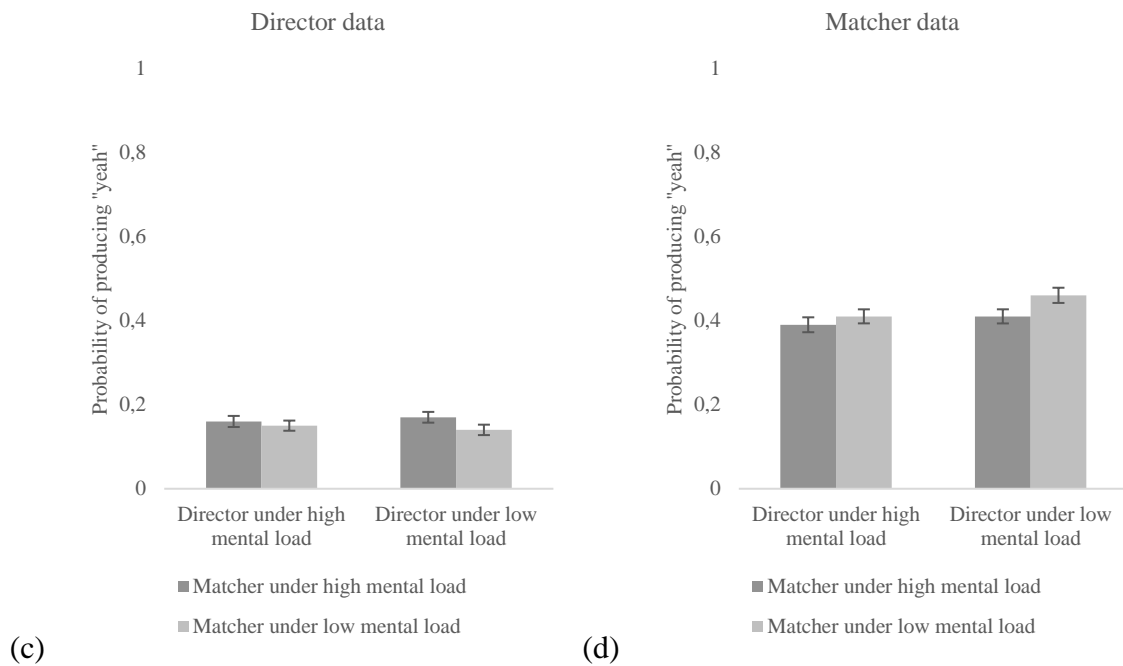 Director data
1
0,8
0,6
0,4
0,2
0
Probability of producing "yeah"
Director under high
mental load
Director under low
mental load
Matcher under high mental load
Matcher under low mental load
(c)
Matcher data
1
0,8
0,6
0,4
0,2
0
Probability of producing "yeah"
Director under high
mental load
Director under low
mental load
Matcher under high mental load
Matcher under low mental load
(d)